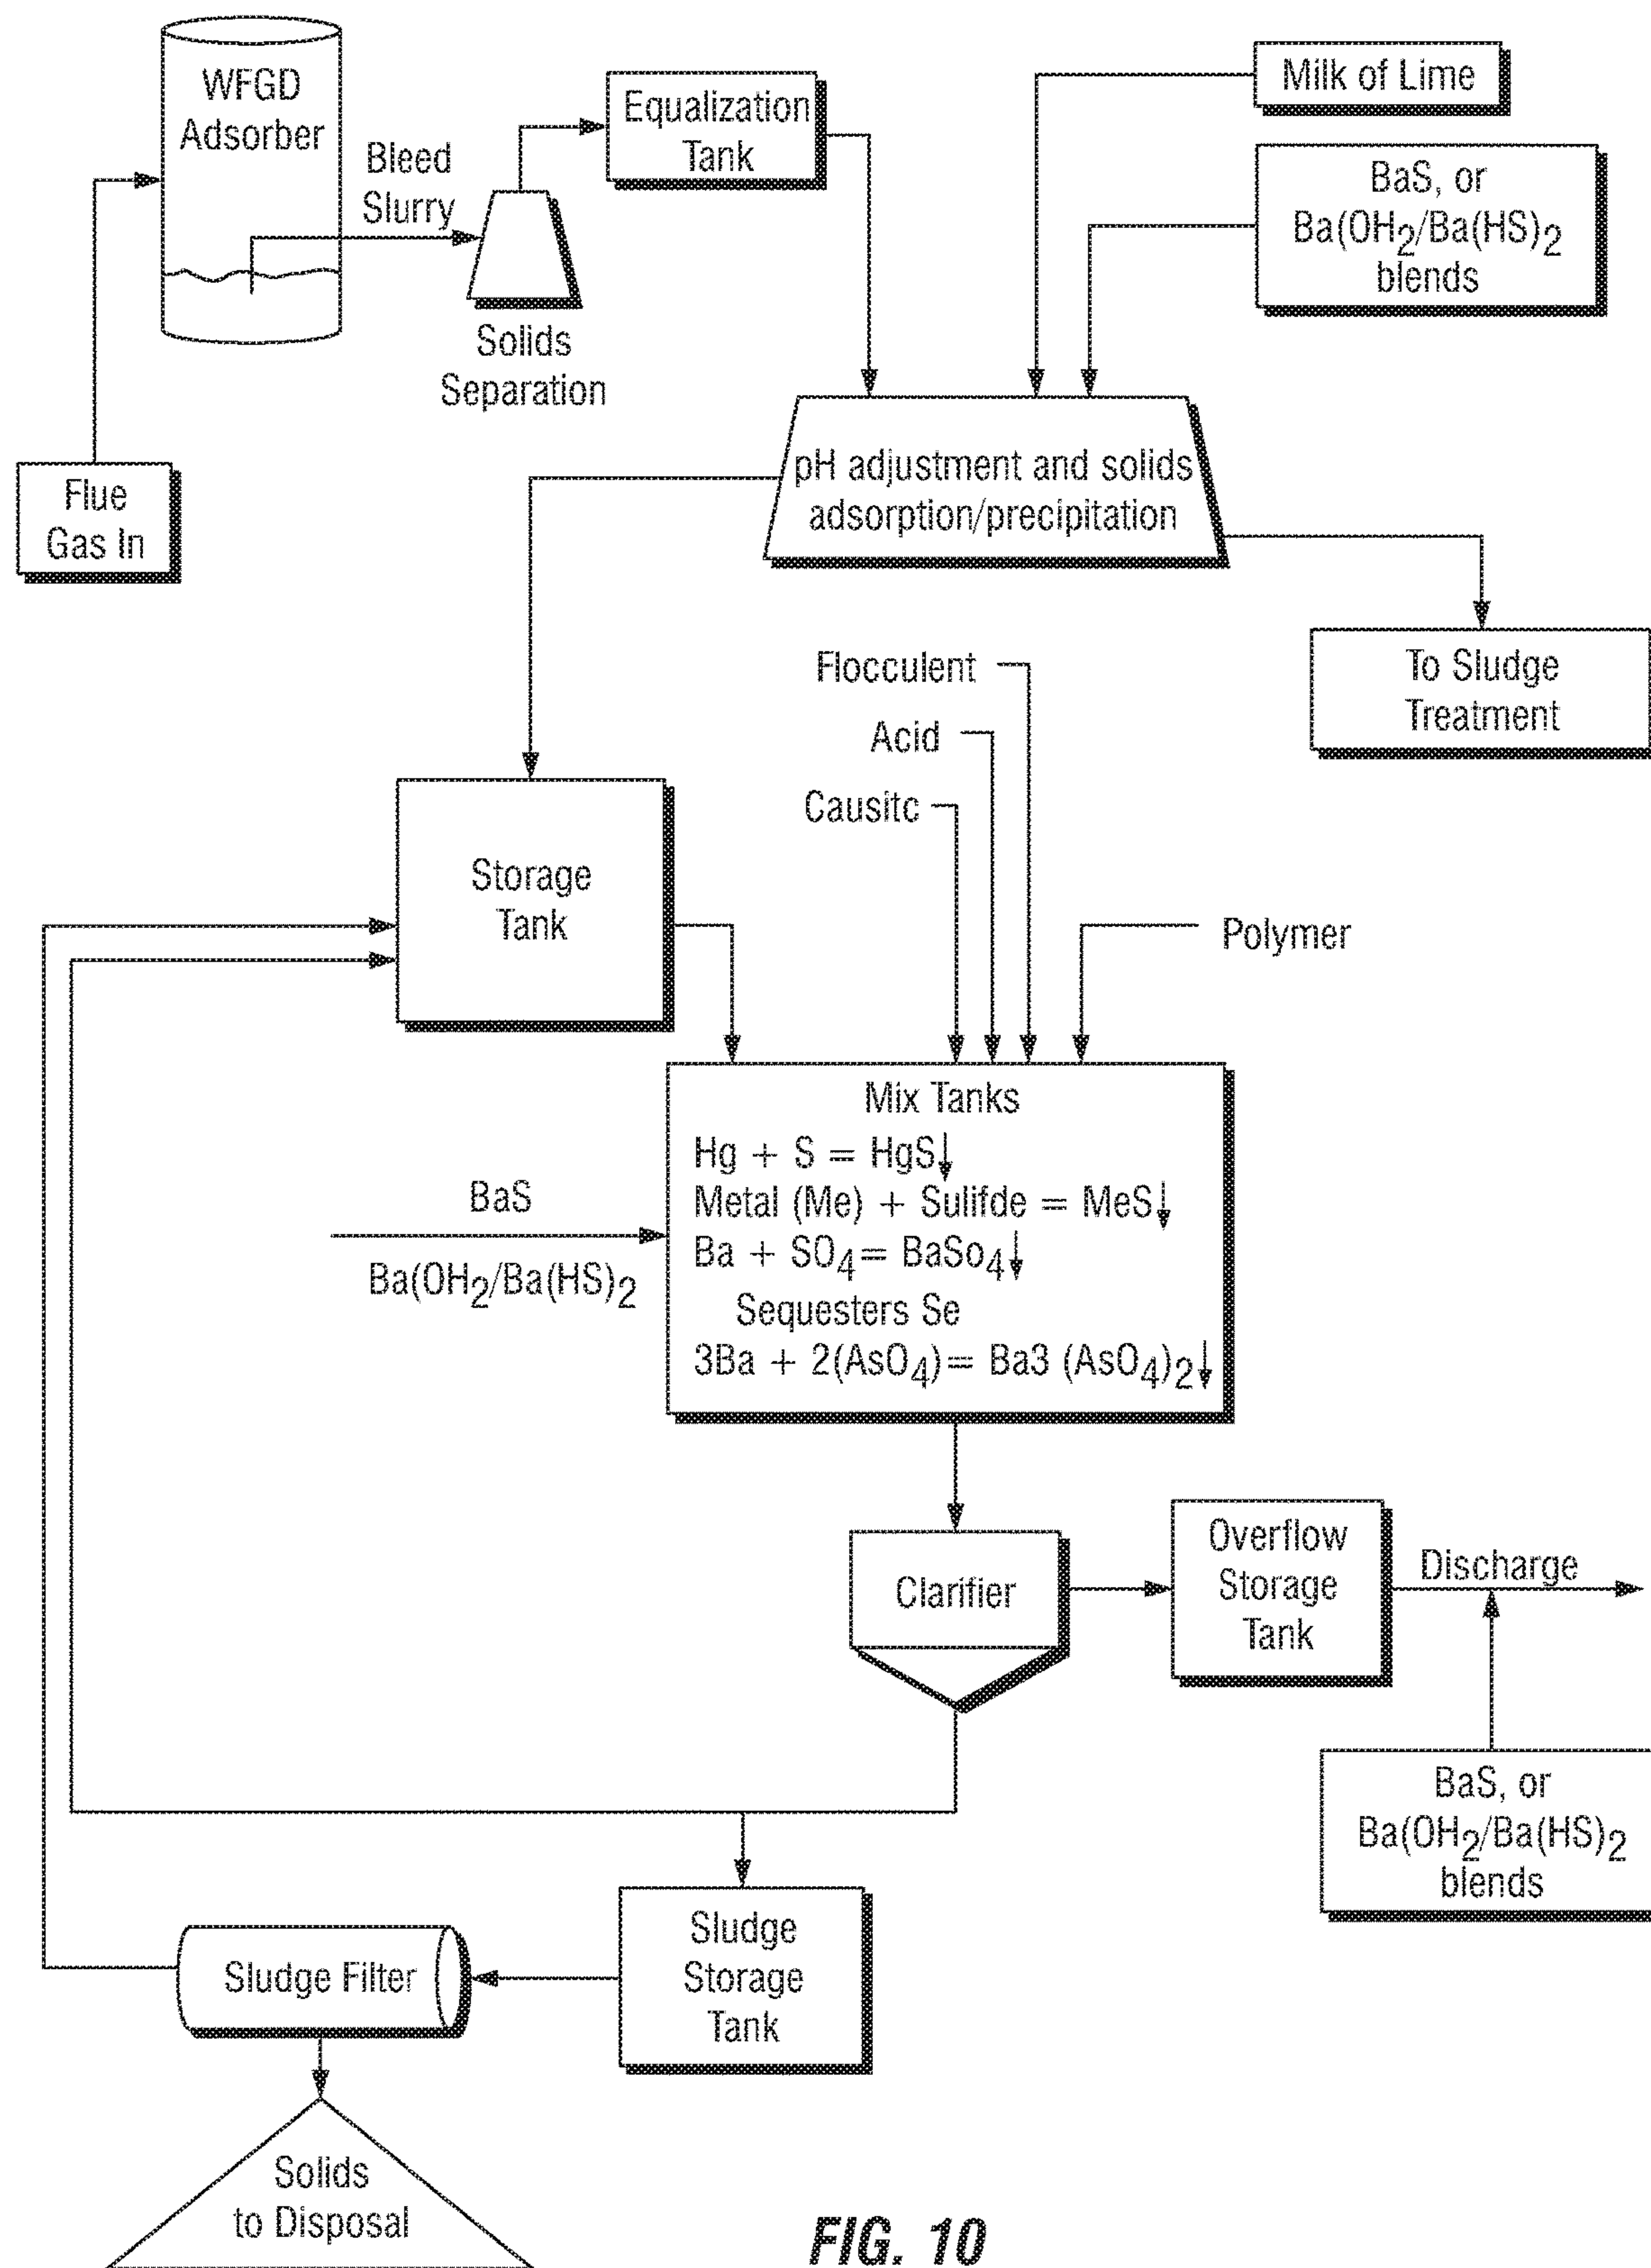 WFGD
Adsorber
Bleed
Slurry
Solids
Separation
Equalization
Tank
Milk of Lime
BaS, or
Ba(OH2/Ba(HS)2
blends
Flue
Gas In
pH adjustment and solids
adsorption/precipitation
To Sludge
Treatment
Flocculent
Acid
Causitc
Polymer
Storage
Tank
Mix Tanks
Hg + S = HgS↓
Metal (Me) + Sulifde = MeS↓
Ba + SO4 = BaSo4↓
Sequesters Se
3Ba + 2(AsO4) = Ba3 (AsO4)2↓
BaS
Ba(OH2/Ba(HS)2
Clarifier
Overflow
Storage
Tank
Discharge
BaS, or
Ba(OH2/Ba(HS)2
blends
Sludge
Storage
Tank
Sludge Filter
Solids
to Disposal
FIG. 10